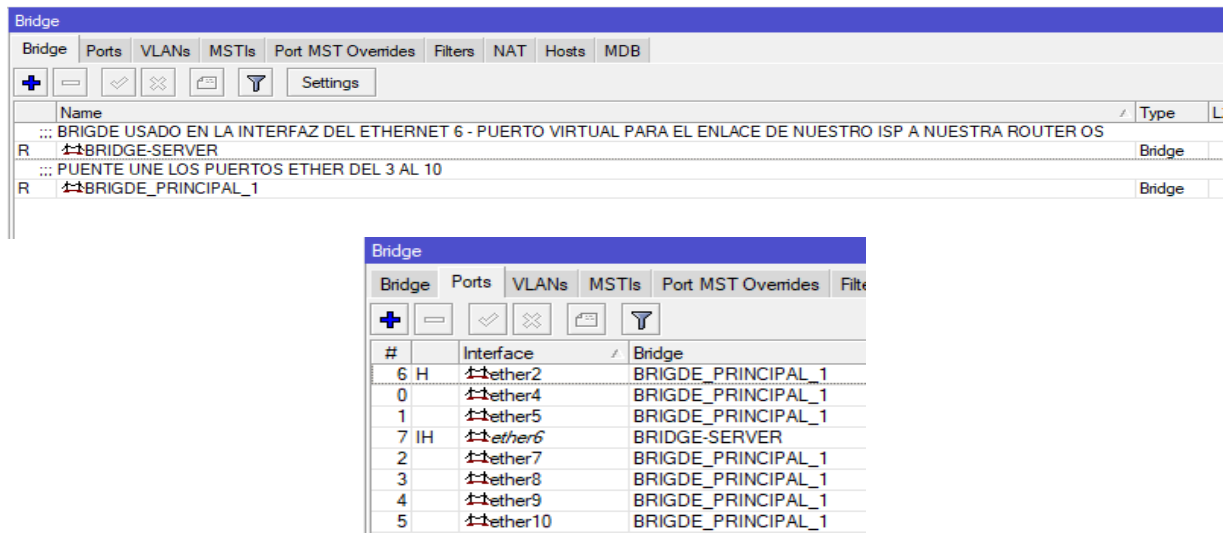 Bridge
Bridge Ports VLANs MSTIs Port MST Overrides Filters NAT Hosts MDB
Settings
Name Type
;;; BRIGDE USADO EN LA INTERFAZ DEL ETHERNET 6 - PUERTO VIRTUAL PARA EL ENLACE DE NUESTRO ISP A NUESTRA ROUTER OS
R BRIDGE-SERVER Bridge
;;; PUENTE UNE LOS PUERTOS ETHER DEL 3 AL 10
R BRIGDE_PRINCIPAL_1 Bridge
Bridge
Bridge Ports VLANs MSTIs Port MST Overrides Filte
# Interface Bridge
6 H ether2 BRIGDE_PRINCIPAL_1
0 ether4 BRIGDE_PRINCIPAL_1
1 ether5 BRIGDE_PRINCIPAL_1
7 IH ether6 BRIDGE-SERVER
2 ether7 BRIGDE_PRINCIPAL_1
3 ether8 BRIGDE_PRINCIPAL_1
4 ether9 BRIGDE_PRINCIPAL_1
5 ether10 BRIGDE_PRINCIPAL_1